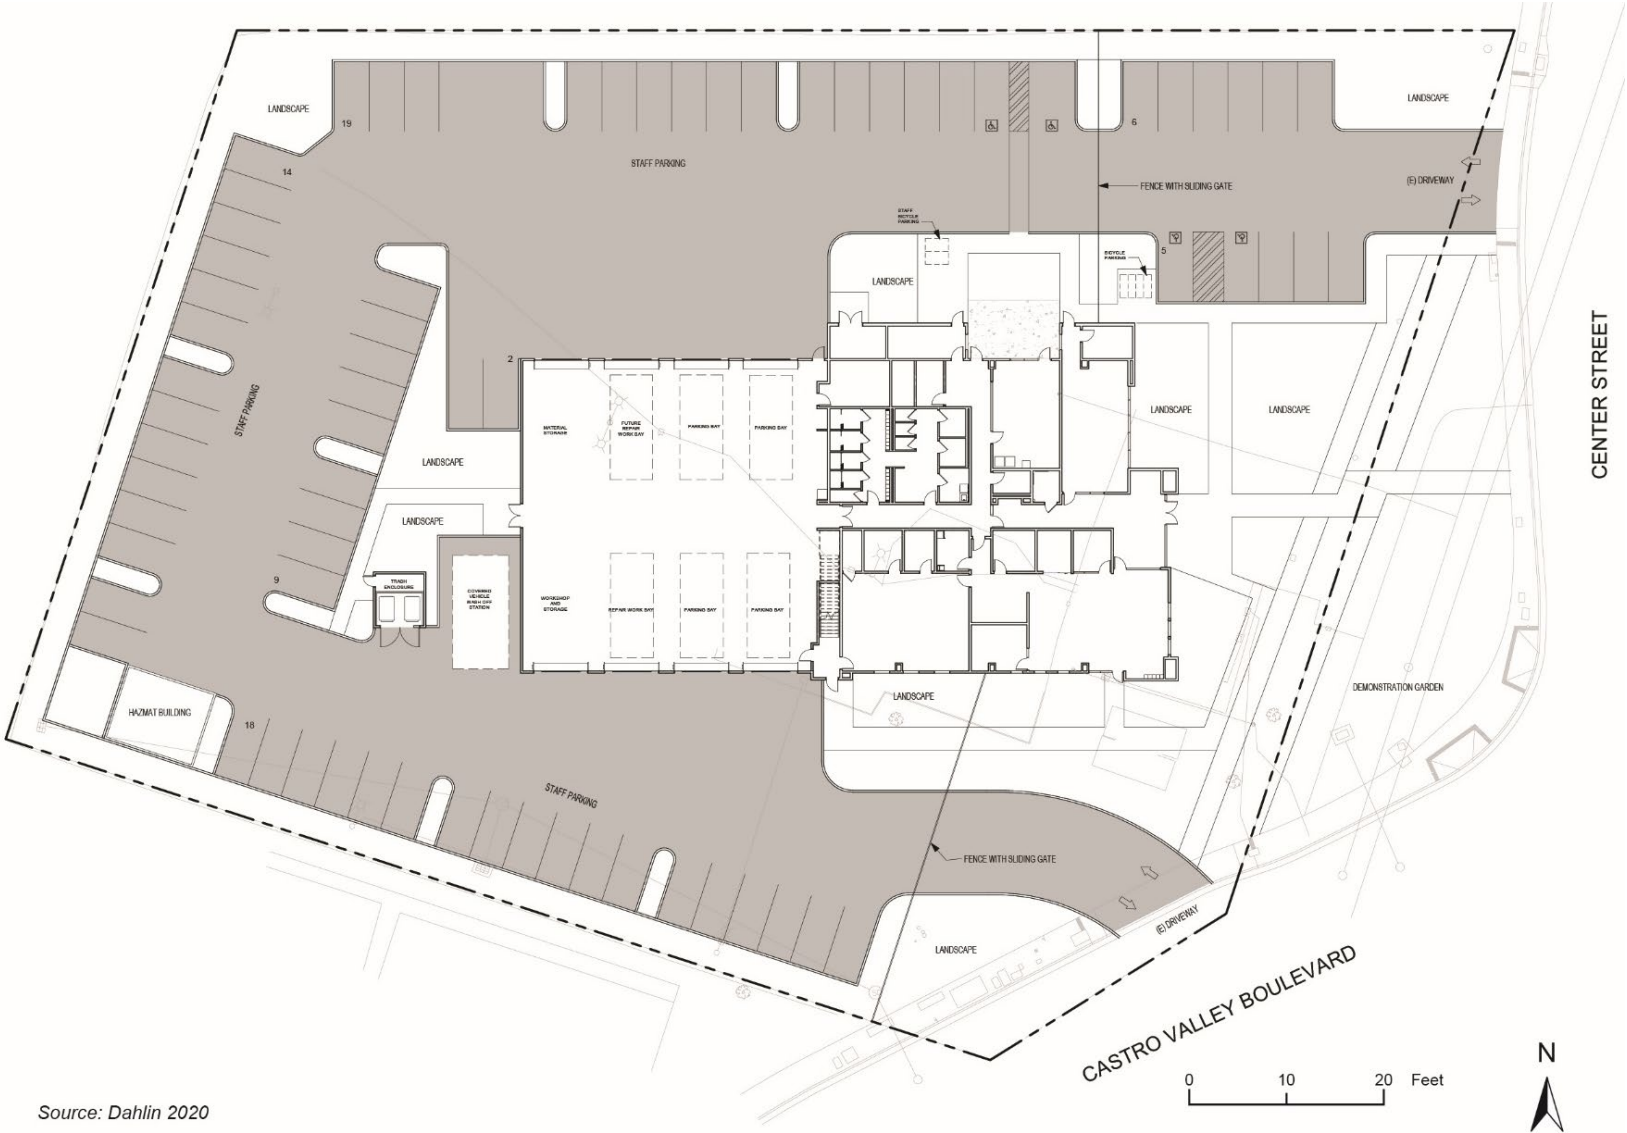 LANDSCAPE
LANDSCAPE
19
6
14
STAFF PARKING
FENCE WITH SLIDING GATE
(E) DRIVEWAY
STAFF
BICYCLE
PARKING
5
BICYCLE
PARKING
LANDSCAPE
CENTER STREET
2
STAFF PARKING
LANDSCAPE
LANDSCAPE
MATERIAL
STORAGE
FUTURE
REPAIR
WORK BAY
PARKING BAY
PARKING BAY
LANDSCAPE
LANDSCAPE
9
TRASH
ENCLOSURE
COVERED
VEHICLE
WASH OFF
STATION
WORKSHOP
AND
STORAGE
REPAIR WORK BAY
PARKING BAY
PARKING BAY
HAZMAT BUILDING
18
LANDSCAPE
DEMONSTRATION GARDEN
STAFF PARKING
FENCE WITH SLIDING GATE
(E) DRIVEWAY
LANDSCAPE
CASTRO VALLEY BOULEVARD
N
0 10 20 Feet
Source: Dahlin 2020